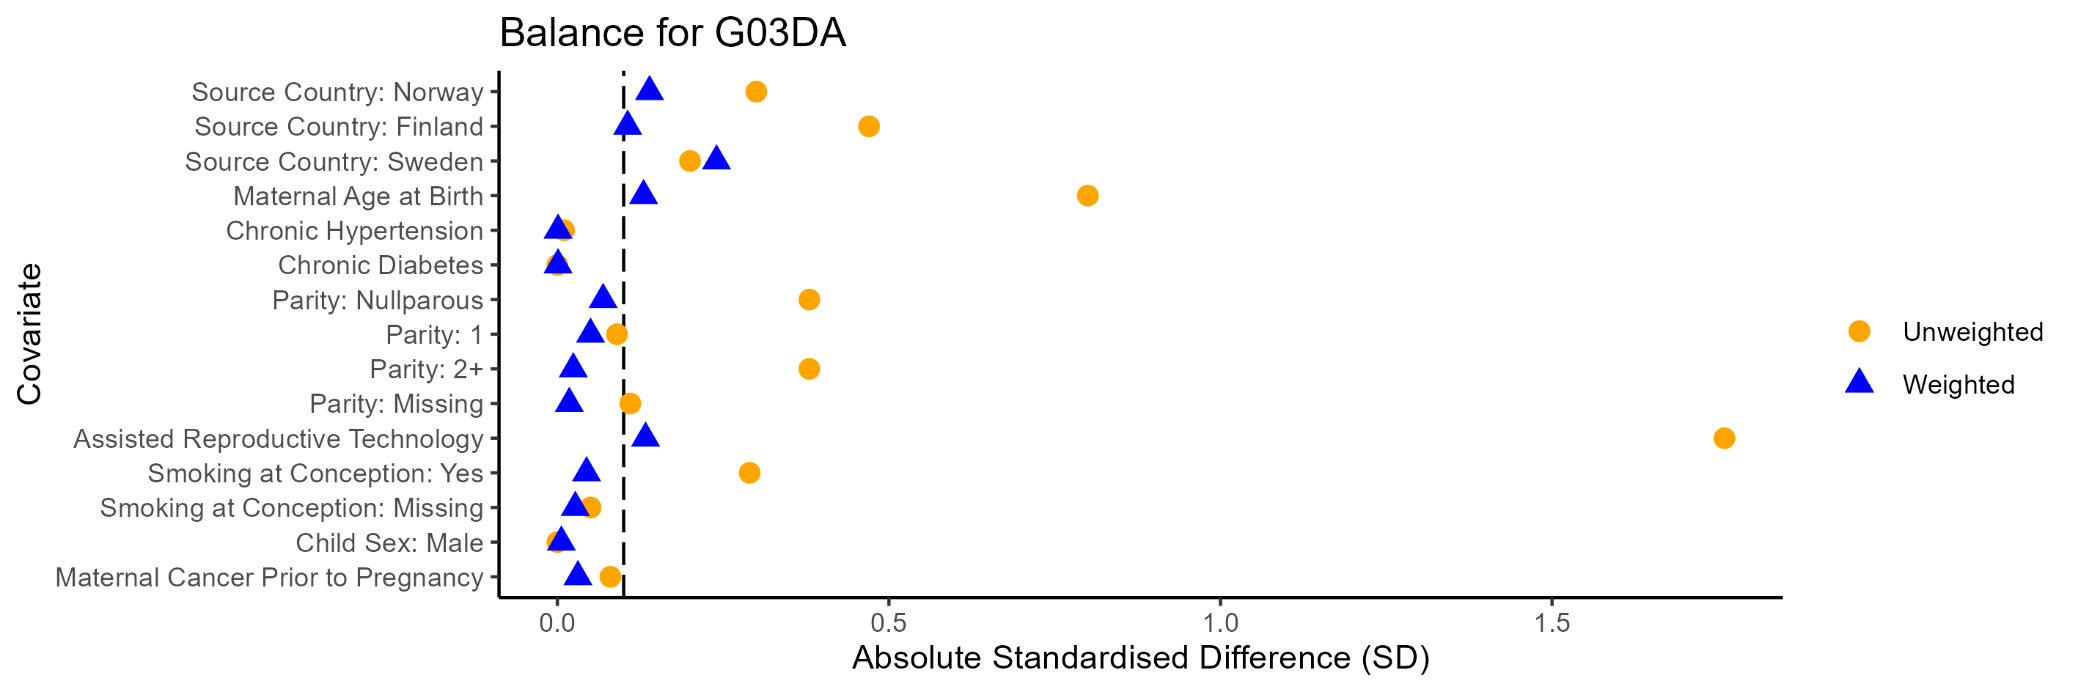 Balance for G03DA
Covariate
Source Country: Norway
Source Country: Finland
Source Country: Sweden
Maternal Age at Birth
Chronic Hypertension
Chronic Diabetes
Parity: Nullparous
Parity: 1
Parity: 2+
Parity: Missing
Assisted Reproductive Technology
Smoking at Conception: Yes
Smoking at Conception: Missing
Child Sex: Male
Maternal Cancer Prior to Pregnancy
0.0 0.5 1.0 1.5
Absolute Standardised Difference (SD)
Unweighted
Weighted